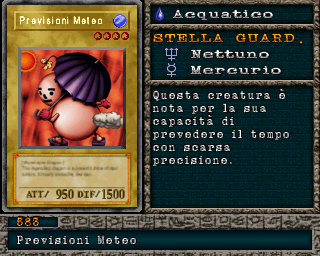 Previsioni Meteo
ATT/ 950 DIF/1500
Acquatico
STELLA GUARD.
Nettuno
Mercurio
Questa creatura è
nota per la sua
capacità di
prevedere il tempo
con scarsa
precisione.
583
Previsioni Meteo